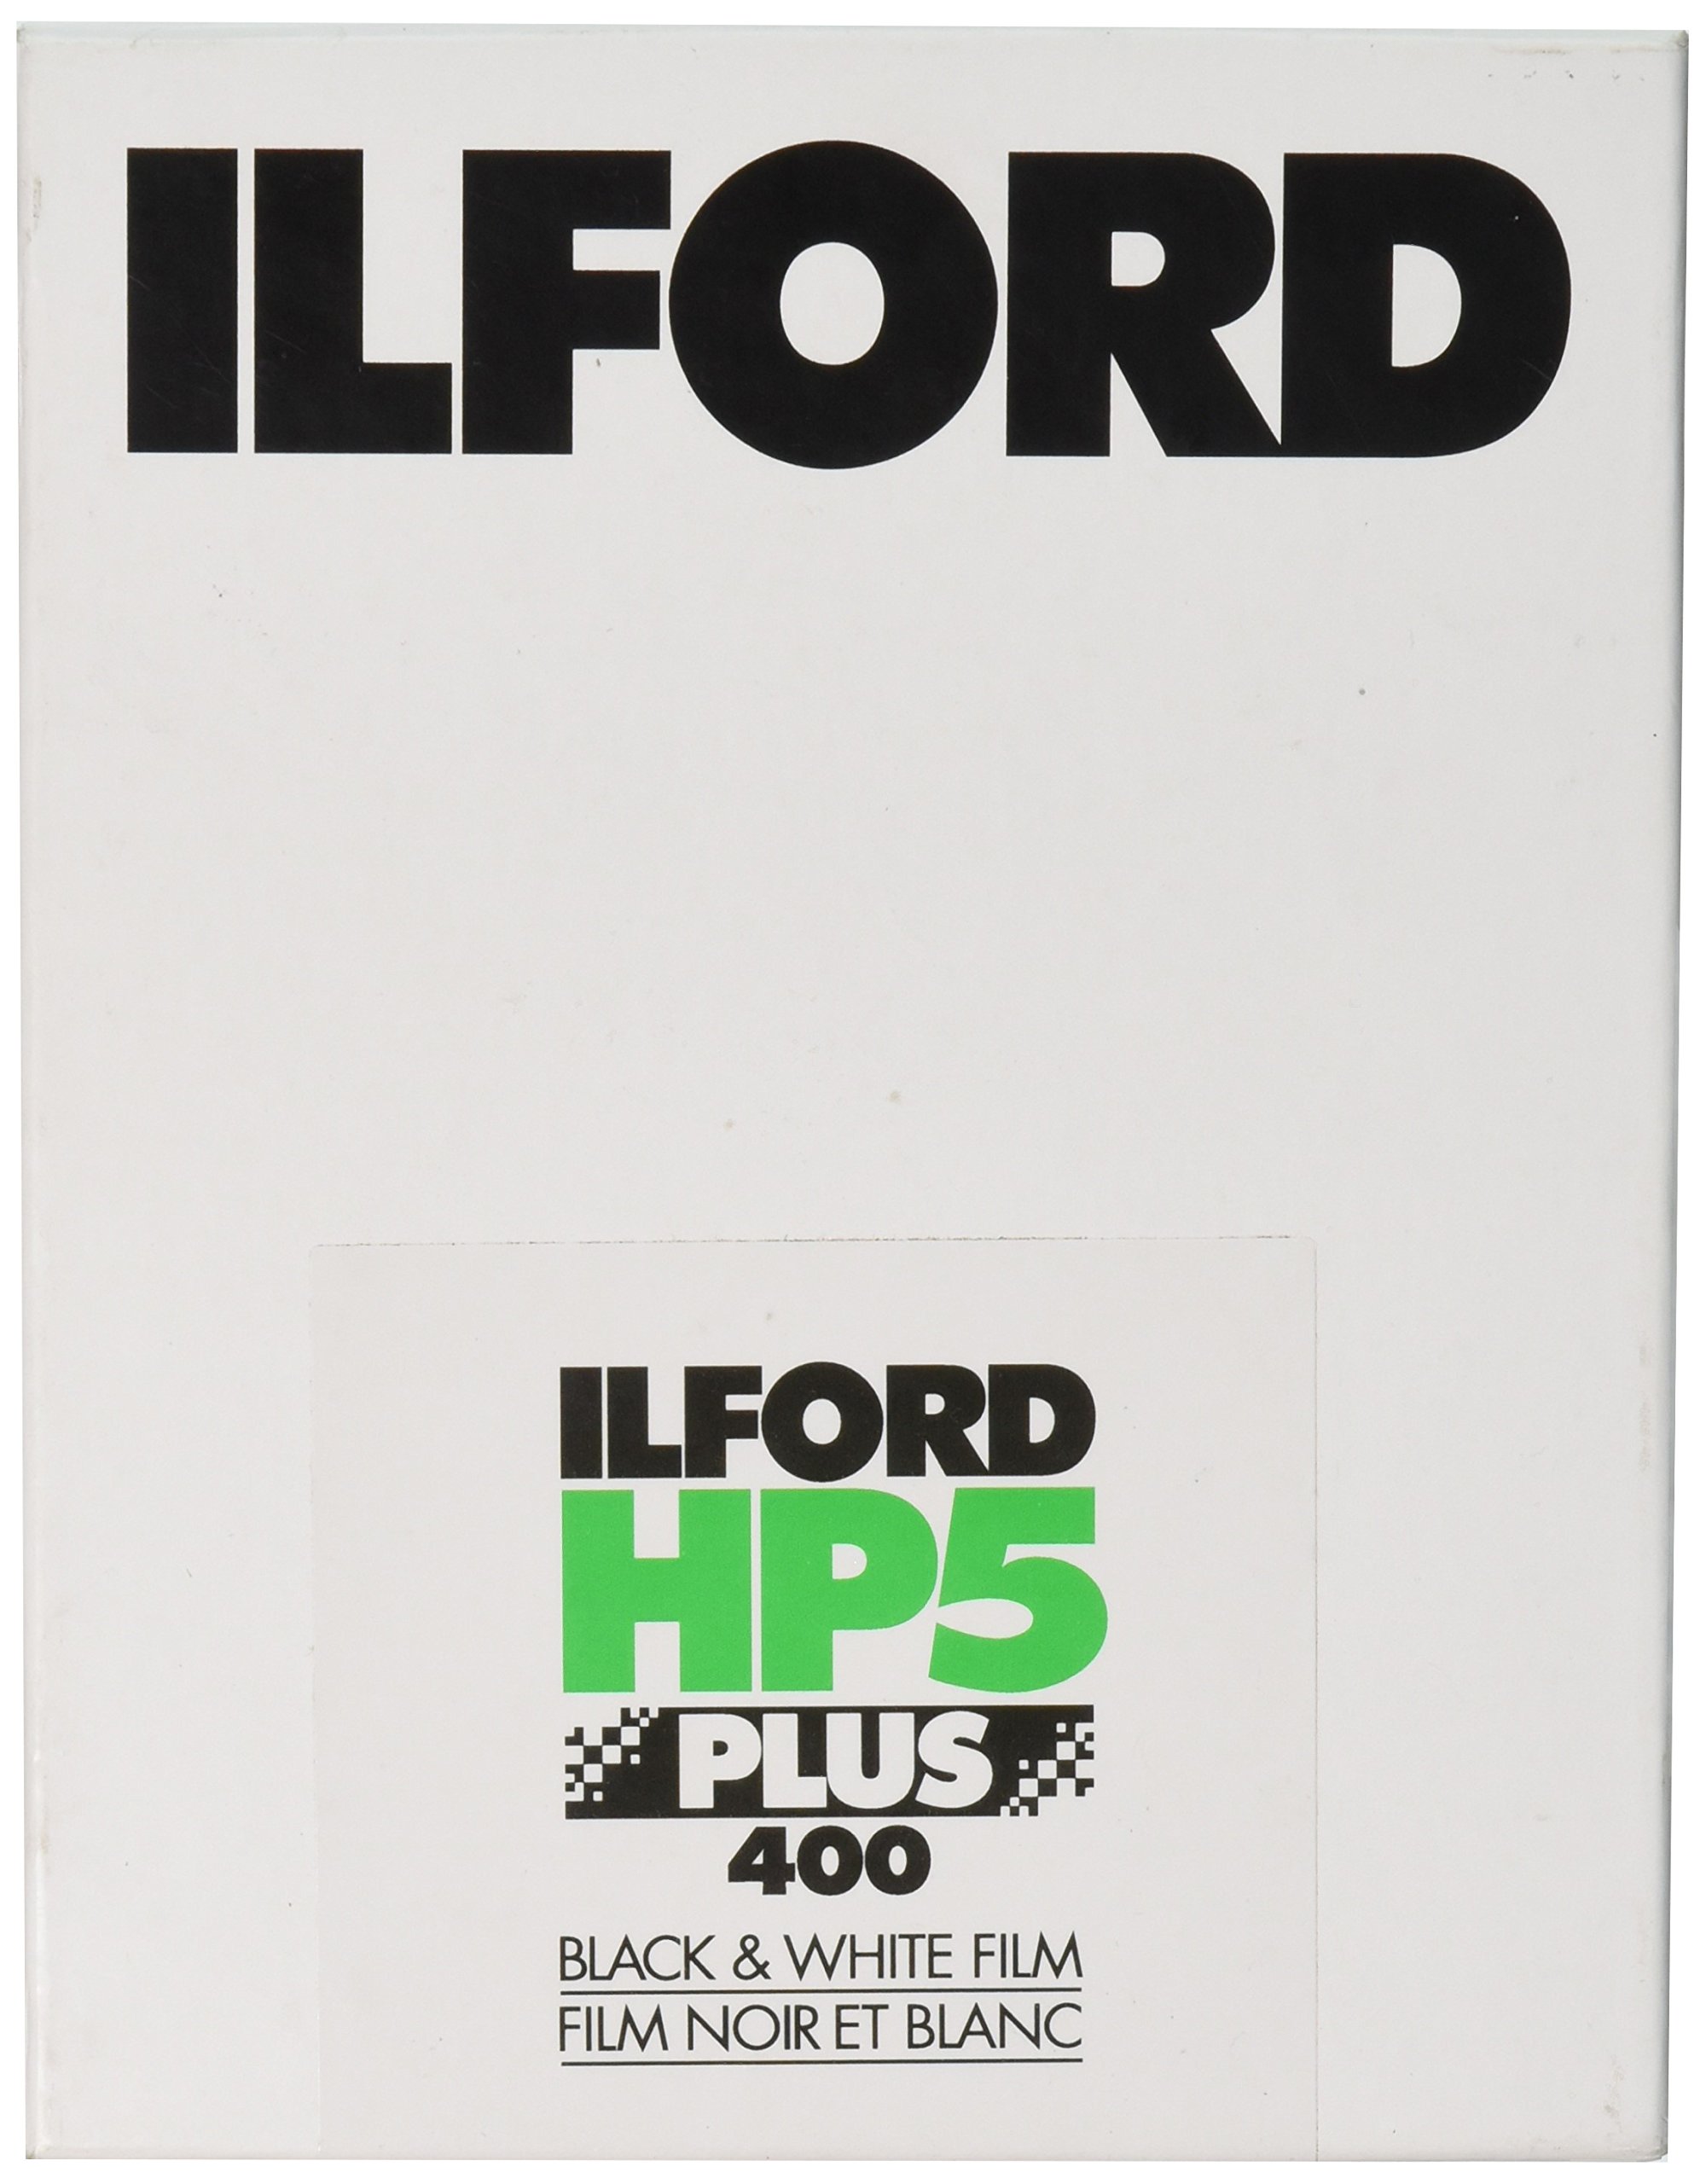 ILFORD
ILFORD
HP5
PLUS
400
BLACK & WHITE FILM
FILM NOIR ET BLANC